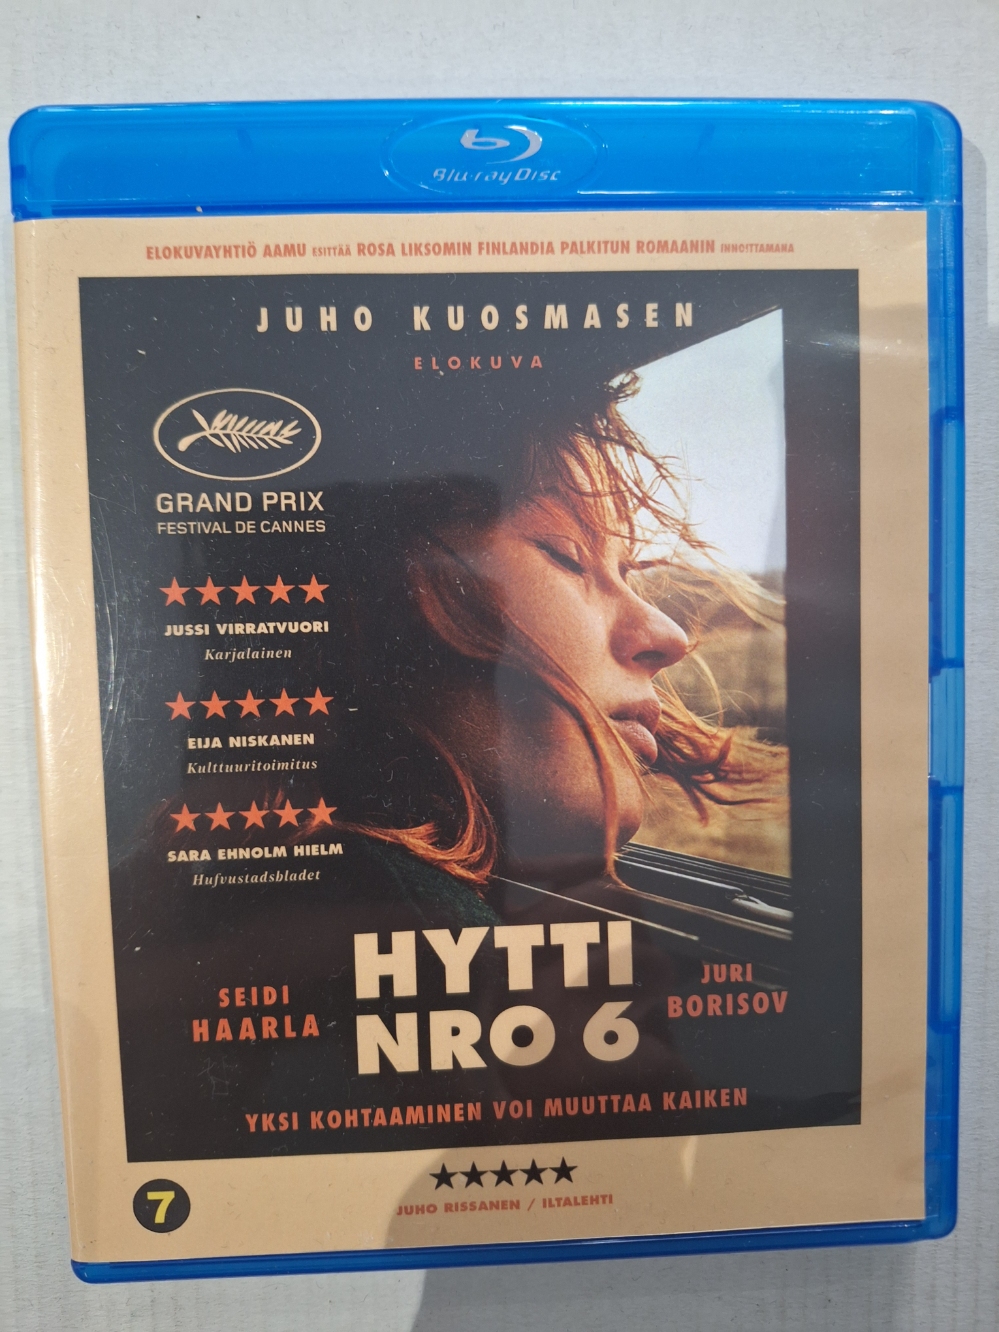 Blu-ray Disc
ELOKUVAYHTIÖ AAMU ESITTÄÄ ROSA LIKSOMIN FINLANDIA PALKITUN ROMAANIN INNOITTAMANA
JUHO KUOSMASEN
ELOKUVA
GRAND PRIX
FESTIVAL DE CANNES
JUSSI VIRRATVUORI
Karjalainen
EIJA NISKANEN
Kulttuuritoimitus
SARA EHNOLM HIELM
Hufvustadsbladet
HYTTI
NRO 6
SEIDI
HAARLA
JURI
BORISOV
YKSI KOHTAAMINEN VOI MUUTTAA KAIKEN
JUHO RISSANEN / ILTALEHTI
7